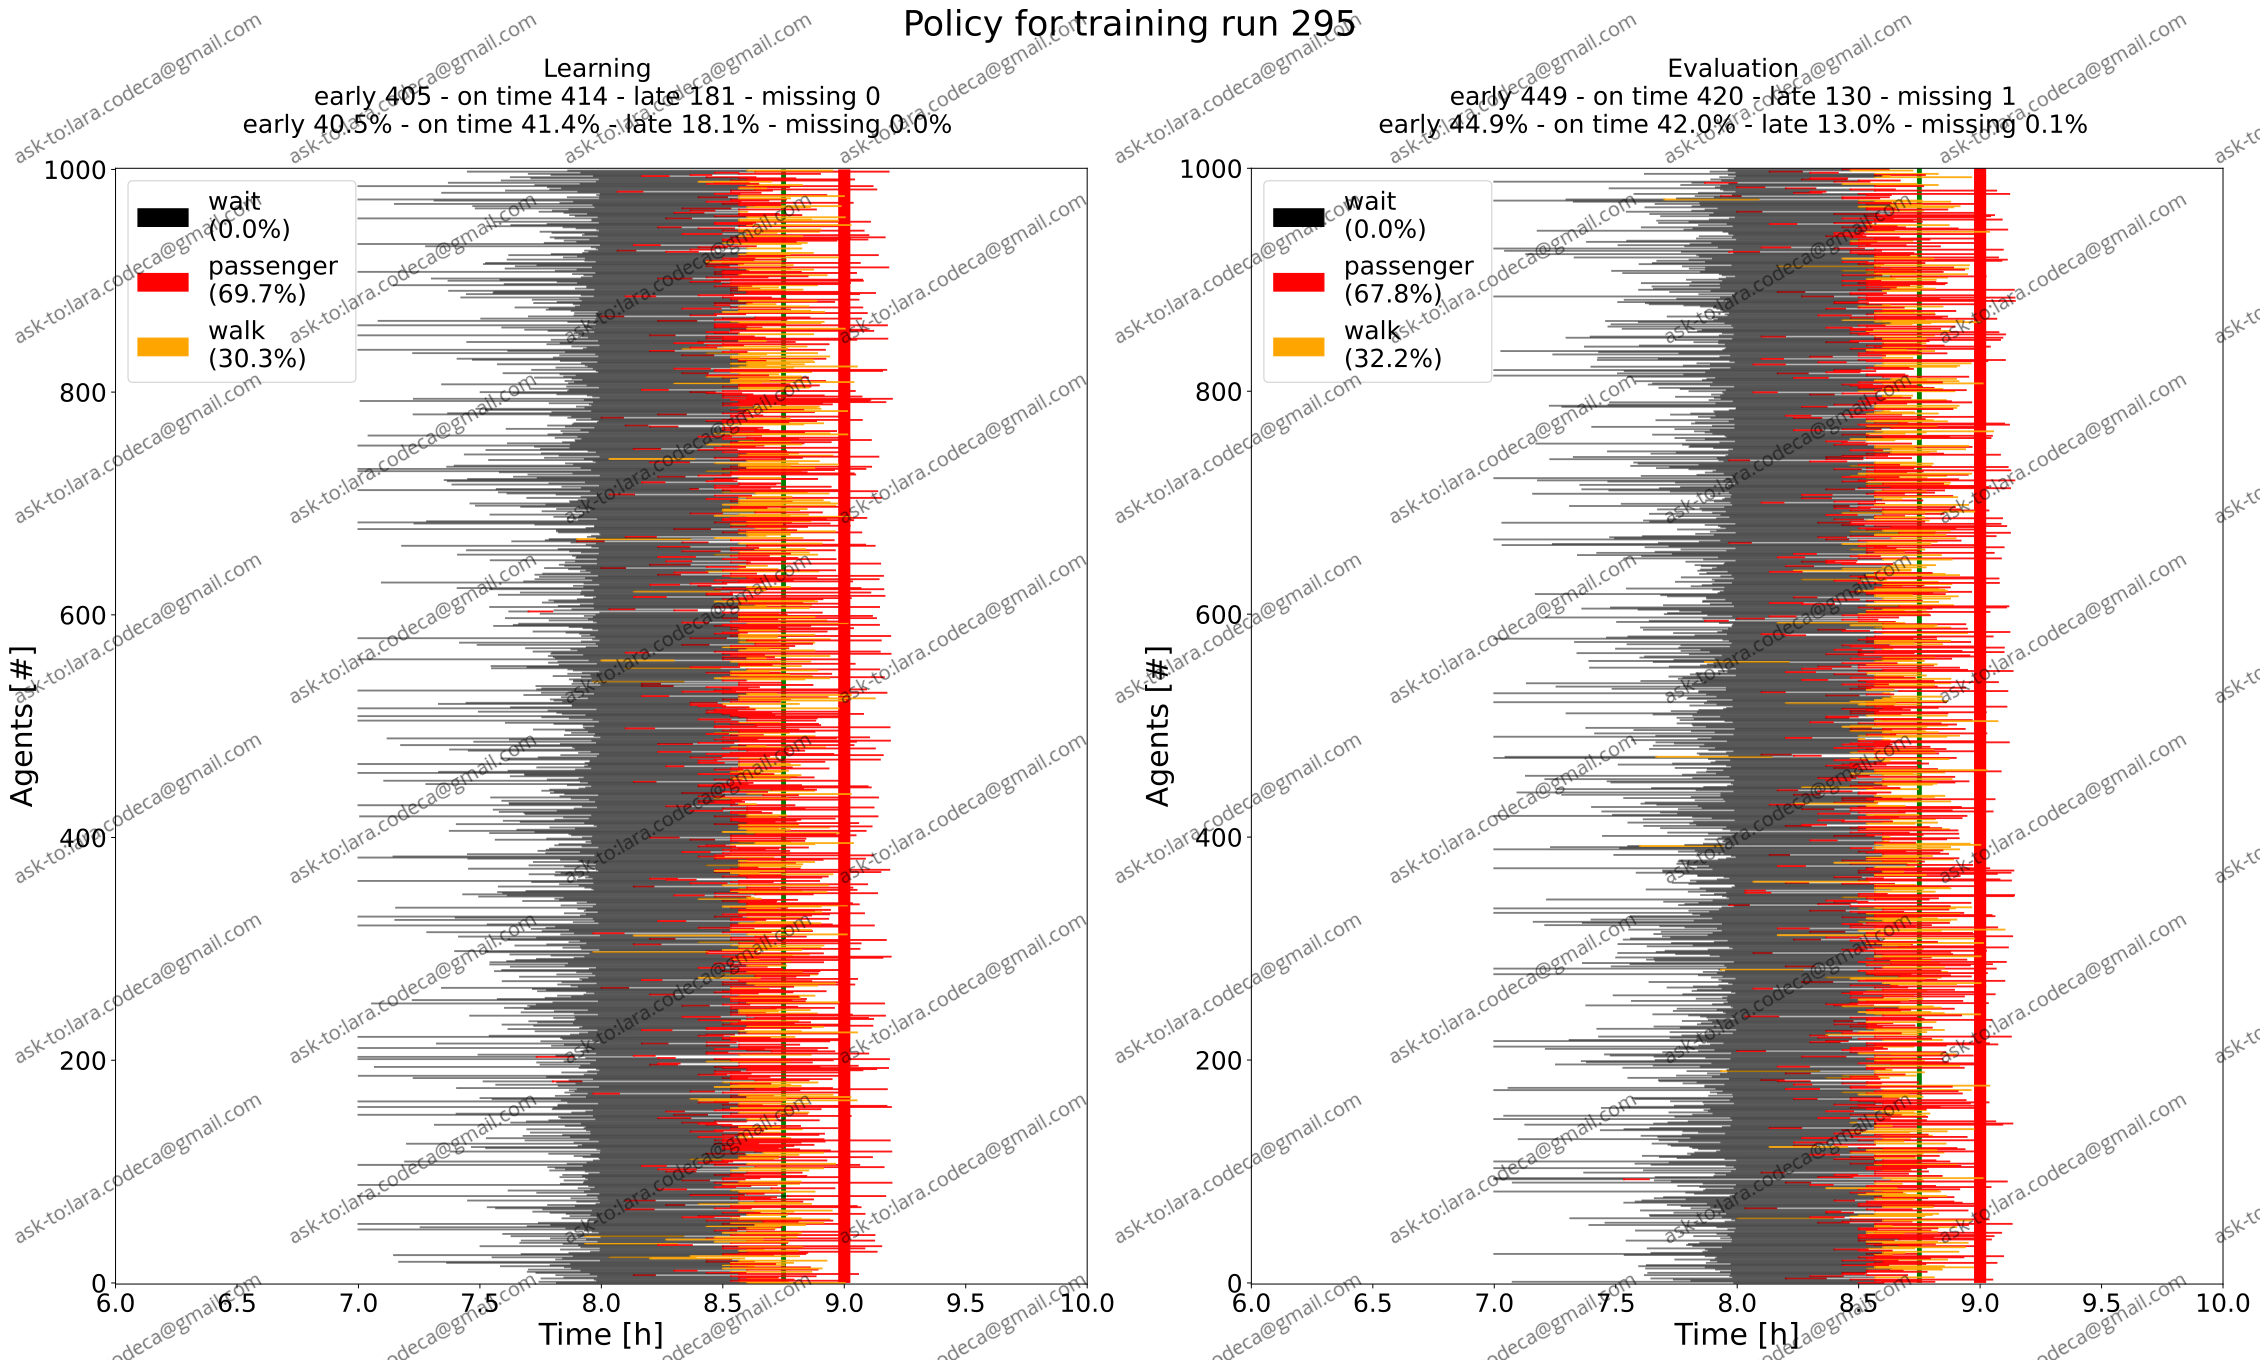 Policy for training run 295
Learning
early 405 - on time 414 - late 181 - missing 0
early 40.5% - on time 41.4% - late 18.1% - missing 0.0%
wait
(0.0%)
passenger
(69.7%)
walk
(30.3%)
Agents [#]
1000
800
600
400
200
0
6.0 6.5 7.0 7.5 8.0 8.5 9.0 9.5 10.0
Time [h]
Evaluation
early 449 - on time 420 - late 130 - missing 1
early 44.9% - on time 42.0% - late 13.0% - missing 0.1%
wait
(0.0%)
passenger
(67.8%)
walk
(32.2%)
Agents [#]
1000
800
600
400
200
0
6.0 6.5 7.0 7.5 8.0 8.5 9.0 9.5 10.0
Time [h]
ask-to:lara.codeca@gmail.com